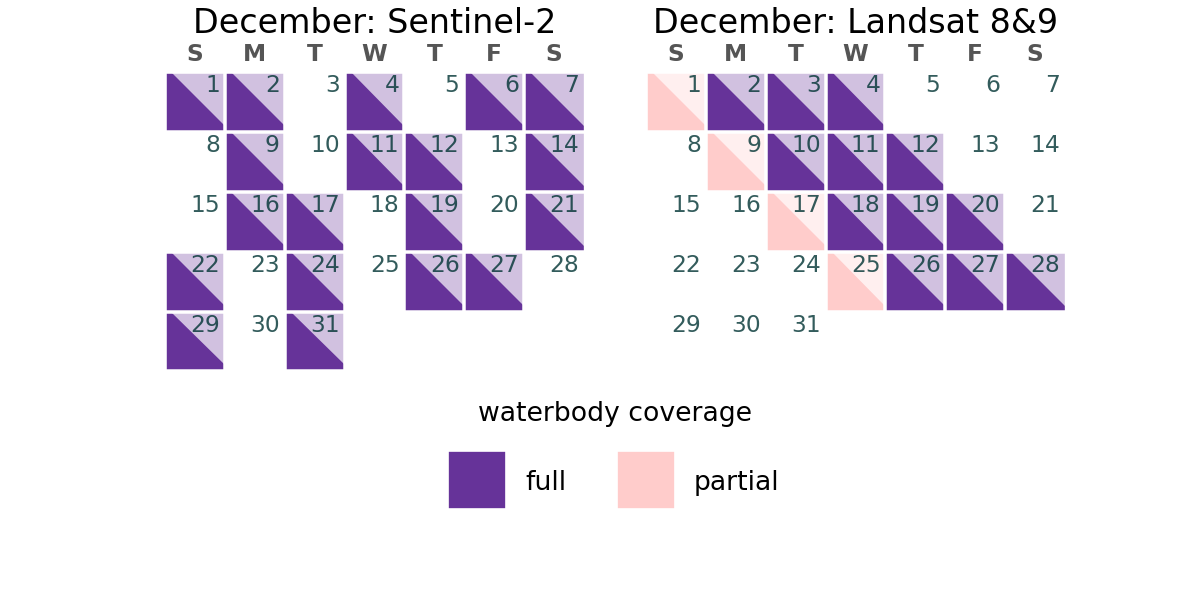 December: Sentinel-2
S M T W T F S
1 2 3 4 5 6 7
8 9 10 11 12 13 14
15 16 17 18 19 20 21
22 23 24 25 26 27 28
29 30 31
December: Landsat 8&9
S M T W T F S
1 2 3 4 5 6 7
8 9 10 11 12 13 14
15 16 17 18 19 20 21
22 23 24 25 26 27 28
29 30 31
waterbody coverage
full partial